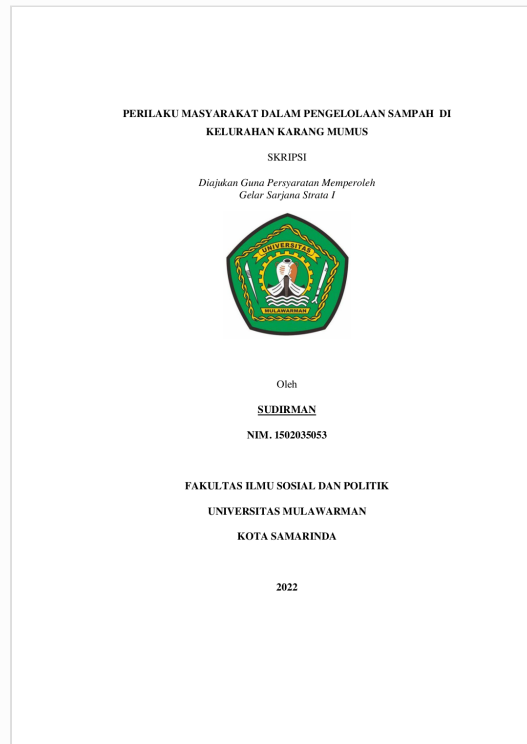 PERILAKU MASYARAKAT DALAM PENGELOLAAN SAMPAH DI
KELURAHAN KARANG MUMUS
SKRIPSI
Diajukan Guna Persyaratan Memperoleh
Gelar Sarjana Strata I
UNIVERSITAS
MULAWARMAN
Oleh
SUDIRMAN
NIM. 1502035053
FAKULTAS ILMU SOSIAL DAN POLITIK
UNIVERSITAS MULAWARMAN
KOTA SAMARINDA
2022